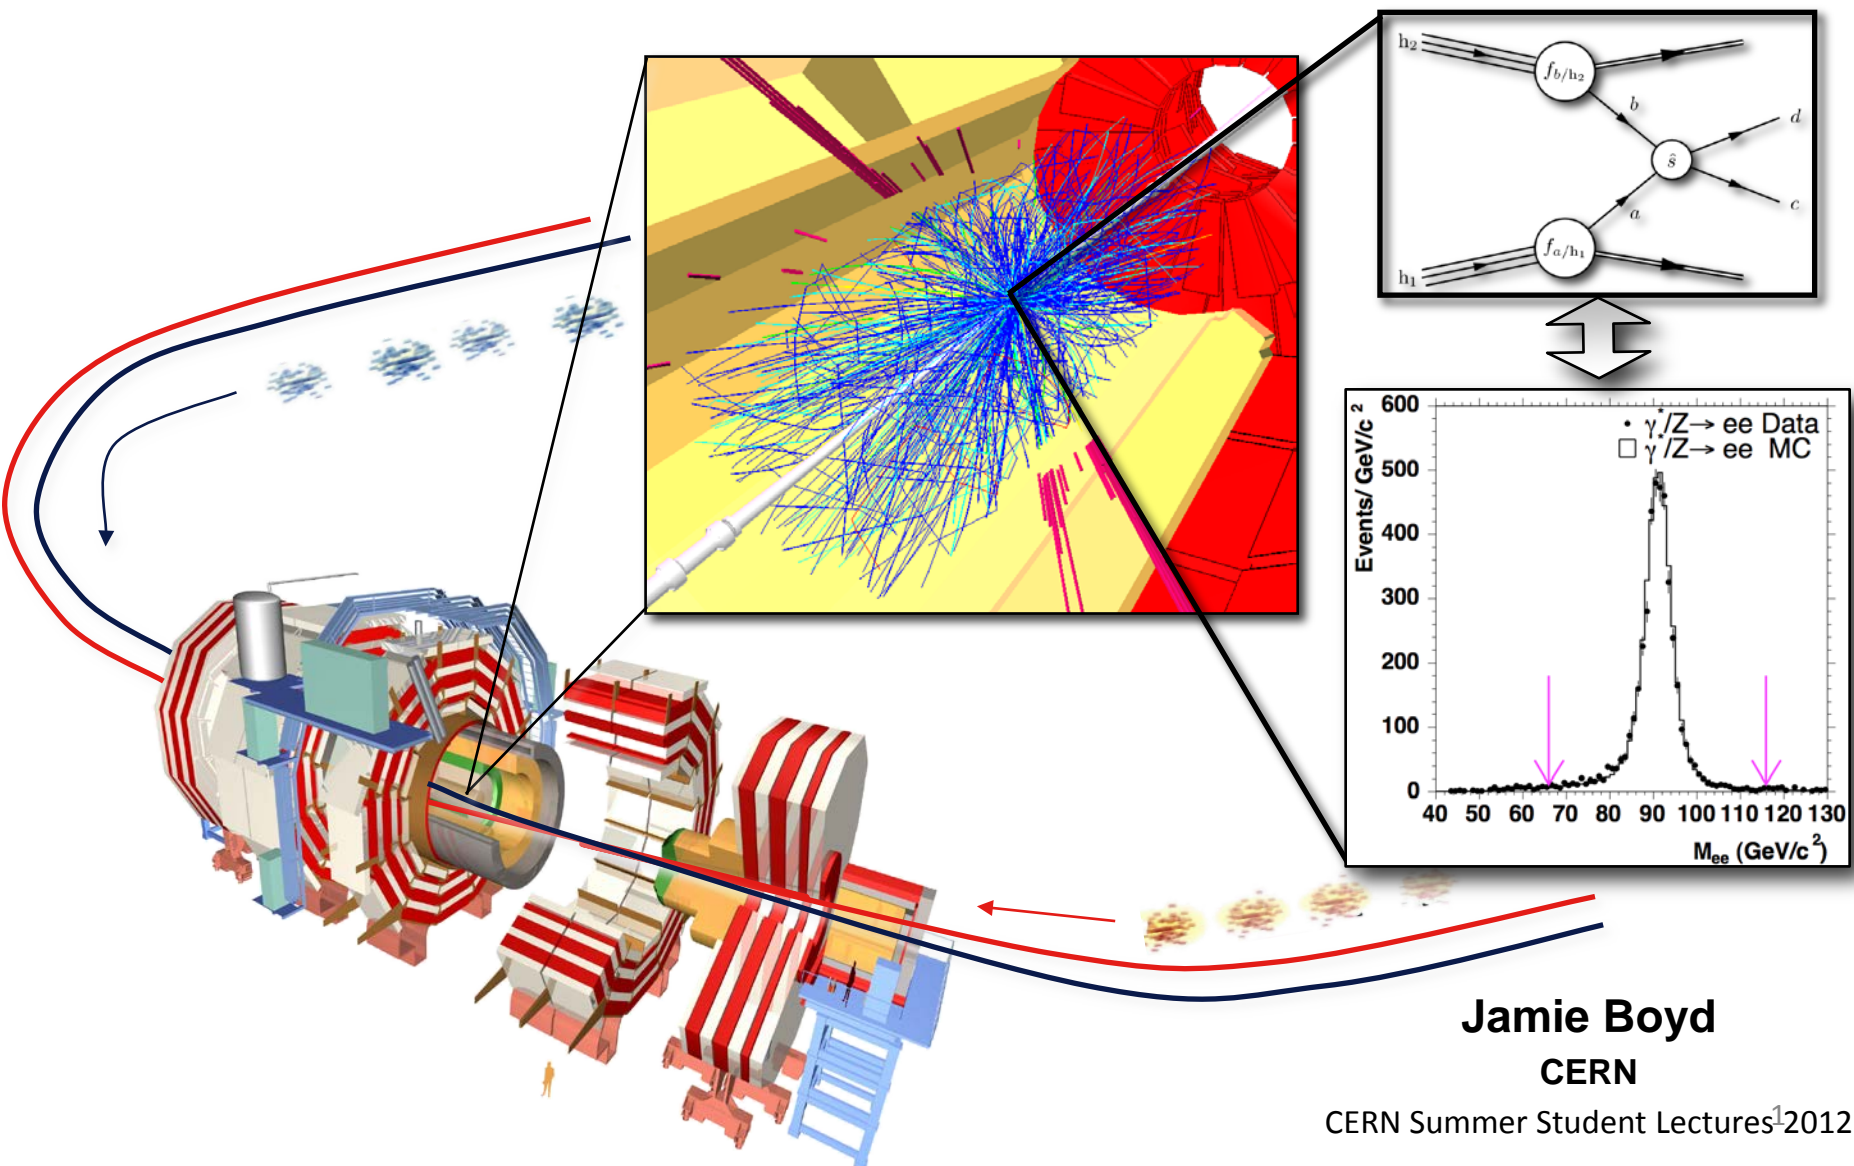 h₂
f_b/h₂
b
d
ŝ
a
c
f_a/h₁
h₁
600
500
400
300
200
100
0
Events/ GeV/c²
• γ*/Z→ ee Data
□ γ*/Z→ ee MC
40 50 60 70 80 90 100 110 120 130
M_ee (GeV/c²)
Jamie Boyd
CERN
CERN Summer Student Lectures 2012
1